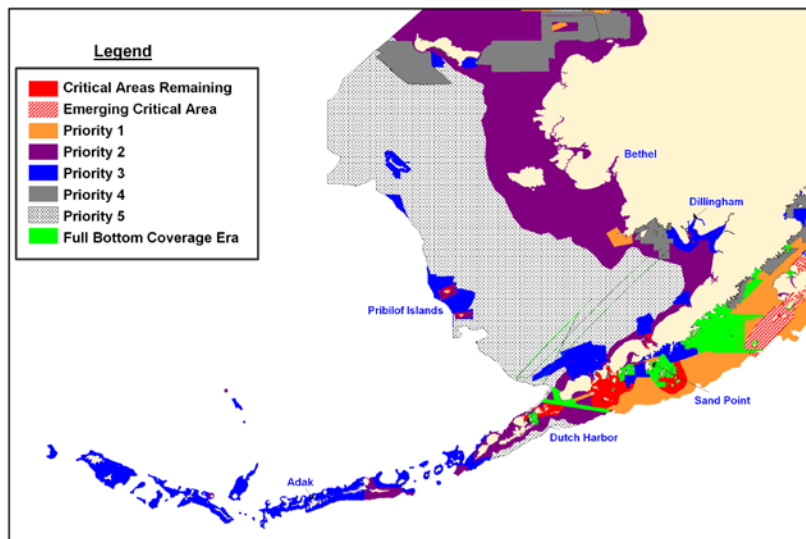 Legend
Critical Areas Remaining
Emerging Critical Area
Priority 1
Priority 2
Priority 3
Priority 4
Priority 5
Full Bottom Coverage Era
Bethel
Dillingham
Pribilof Islands
Sand Point
Dutch Harbor
Adak